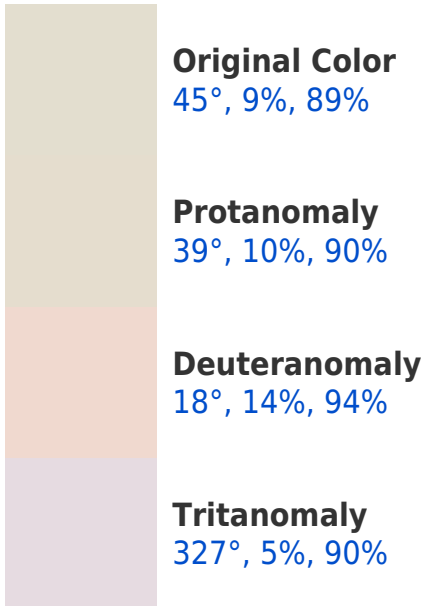 Original Color
45°, 9%, 89%
Protanomaly
39°, 10%, 90%
Deuteranomaly
18°, 14%, 94%
Tritanomaly
327°, 5%, 90%